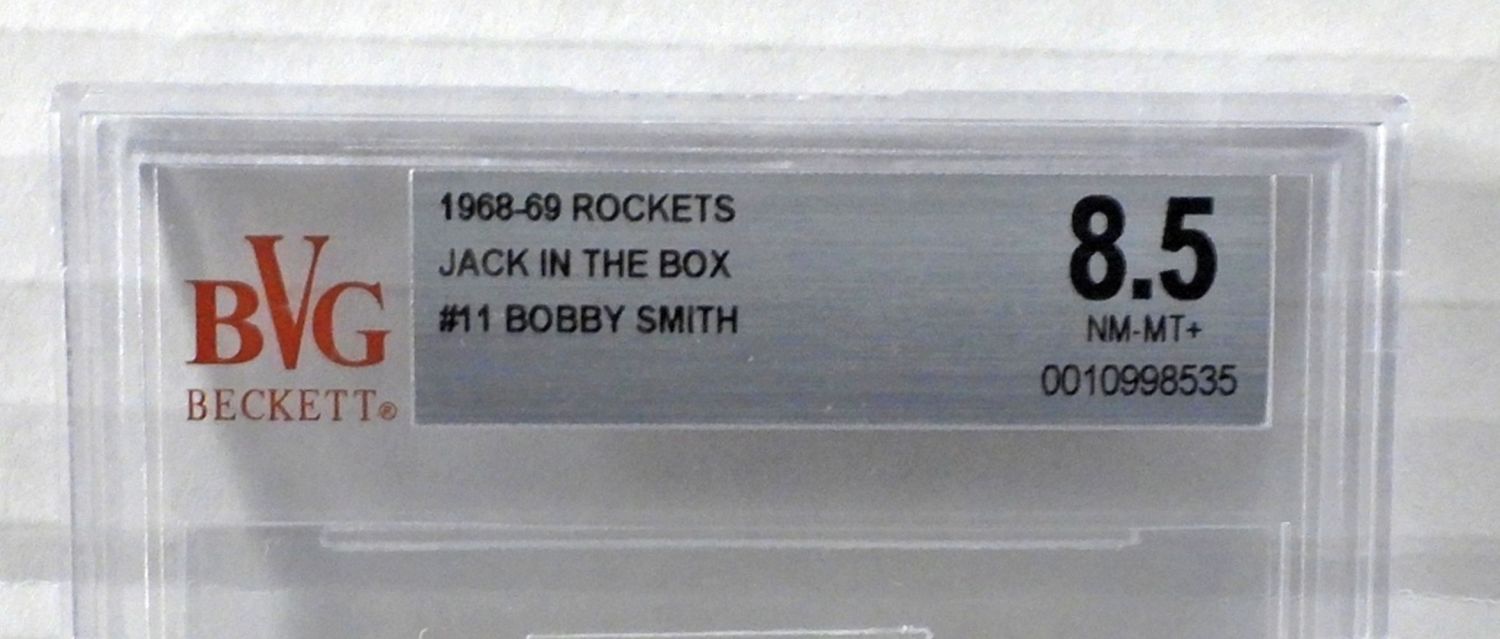 BVG
BECKETT®
1968-69 ROCKETS
JACK IN THE BOX
#11 BOBBY SMITH
8.5
NM-MT+
0010998535